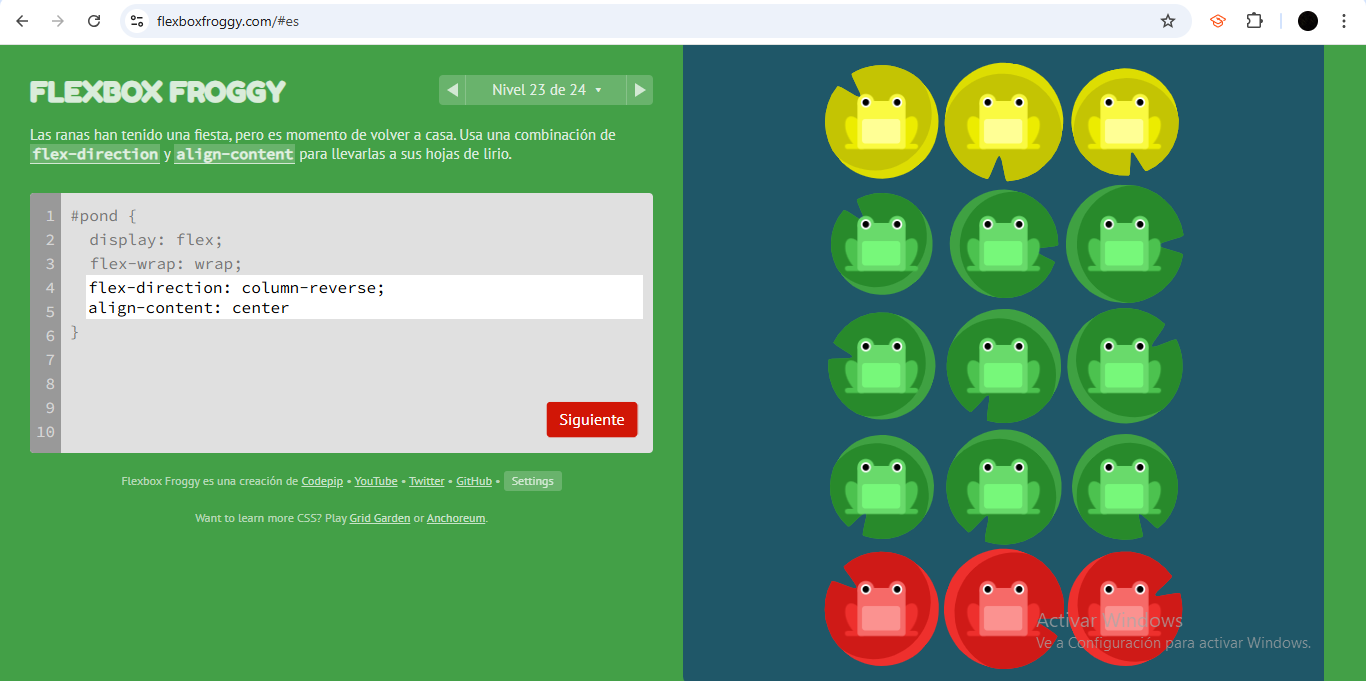 flexboxfroggy.com/#es
FLEXBOX FROGGY
Nivel 23 de 24
Las ranas han tenido una fiesta, pero es momento de volver a casa. Usa una combinación de
flex-direction y align-content para llevarlas a sus hojas de lirio.
1 #pond {
2 display: flex;
3 flex-wrap: wrap;
4 flex-direction: column-reverse;
5 align-content: center
6 }
7
8
9
10
Siguiente
Flexbox Froggy es una creación de Codepip • YouTube • Twitter • GitHub • Settings
Want to learn more CSS? Play Grid Garden or Anchoreum.
Activar Windows
Ve a Configuración para activar Windows.